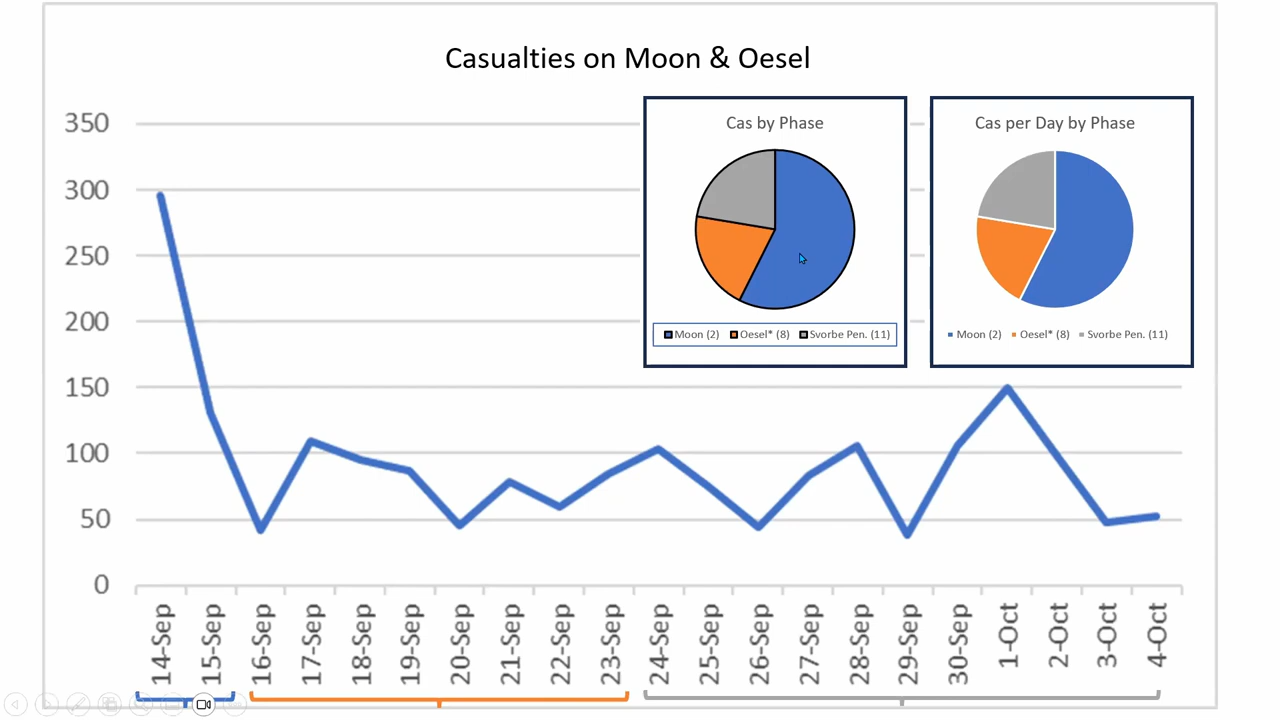 Casualties on Moon & Oesel
350
300
250
200
150
100
50
0
Cas by Phase
Moon (2) Oesel* (8) Svorbe Pen. (11)
Cas per Day by Phase
Moon (2) Oesel* (8) Svorbe Pen. (11)
14-Sep
15-Sep
16-Sep
17-Sep
18-Sep
19-Sep
20-Sep
21-Sep
22-Sep
23-Sep
24-Sep
25-Sep
26-Sep
27-Sep
28-Sep
29-Sep
30-Sep
1-Oct
2-Oct
3-Oct
4-Oct